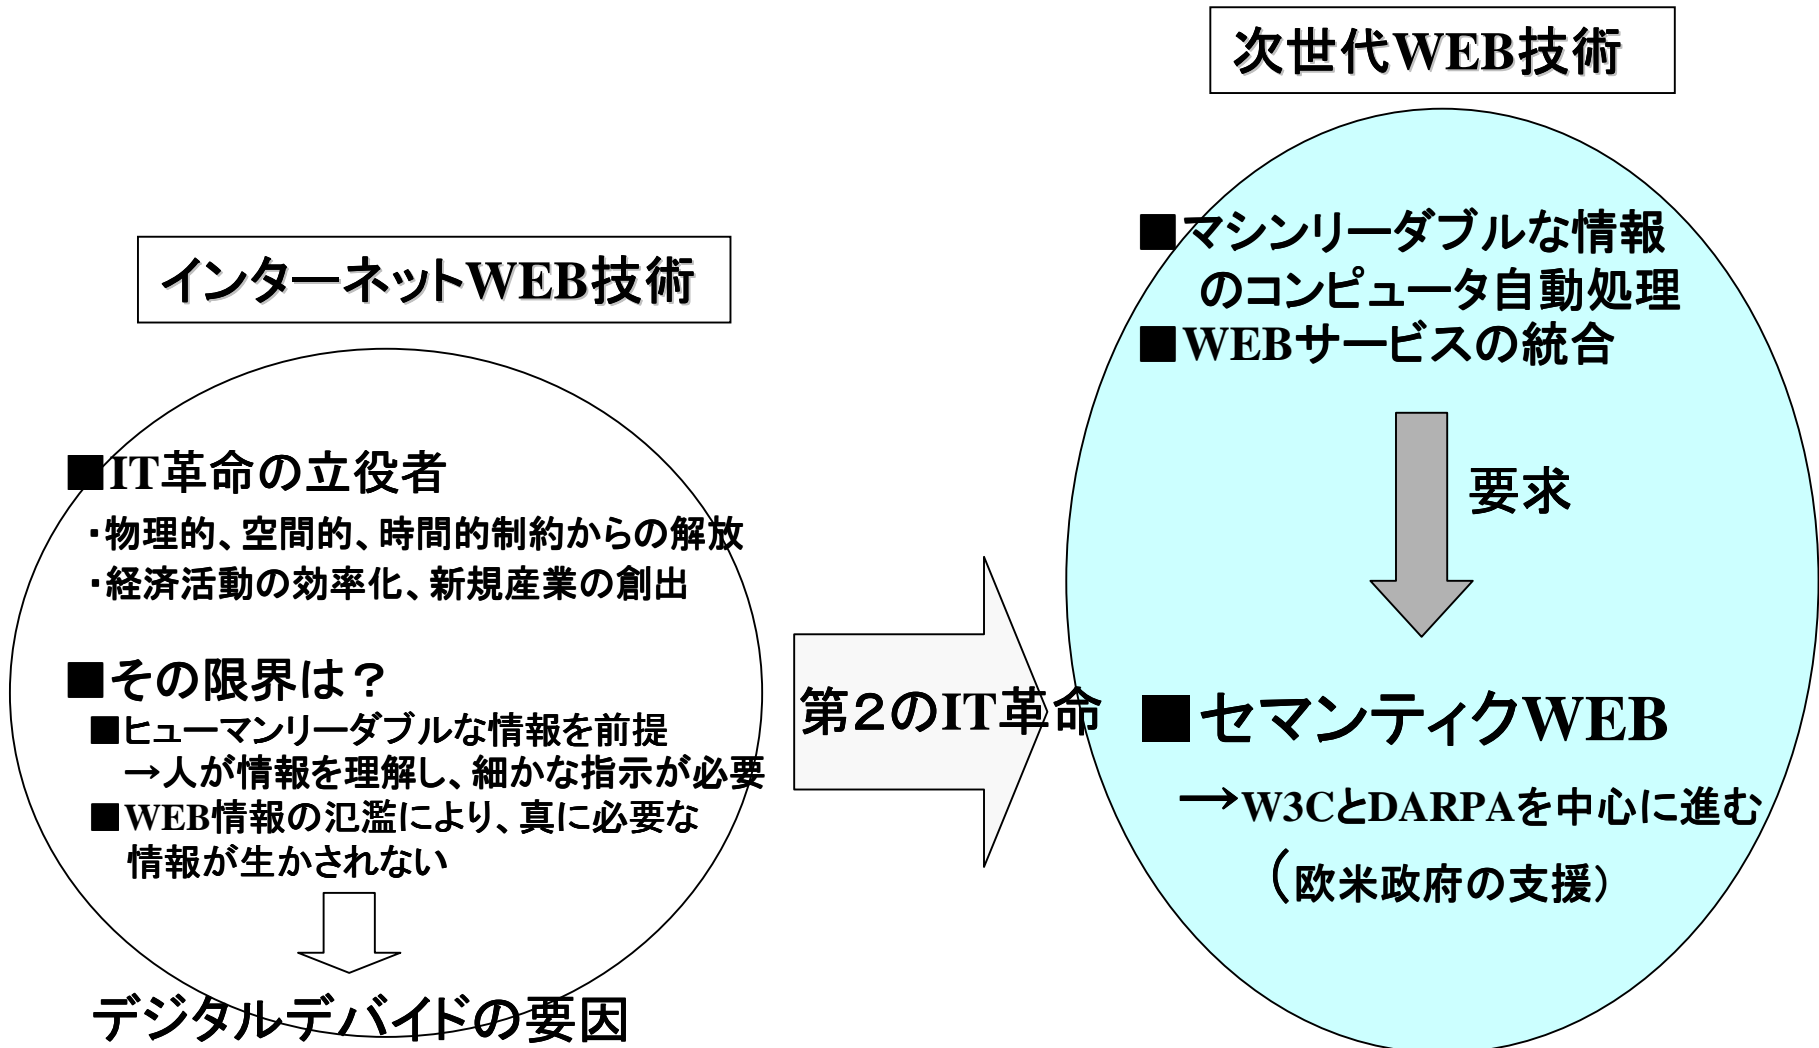 インターネットWEB技術
■IT革命の立役者
・物理的、空間的、時間的制約からの解放
・経済活動の効率化、新規産業の創出
■その限界は？
■ヒューマンリーダブルな情報を前提
→人が情報を理解し、細かな指示が必要
■WEB情報の氾濫により、真に必要な
情報が生かされない
デジタルデバイドの要因
第２のIT革命
次世代WEB技術
■マシンリーダブルな情報
のコンピュータ自動処理
■WEBサービスの統合
要求
■セマンティクWEB
→W3CとDARPAを中心に進む
（欧米政府の支援）